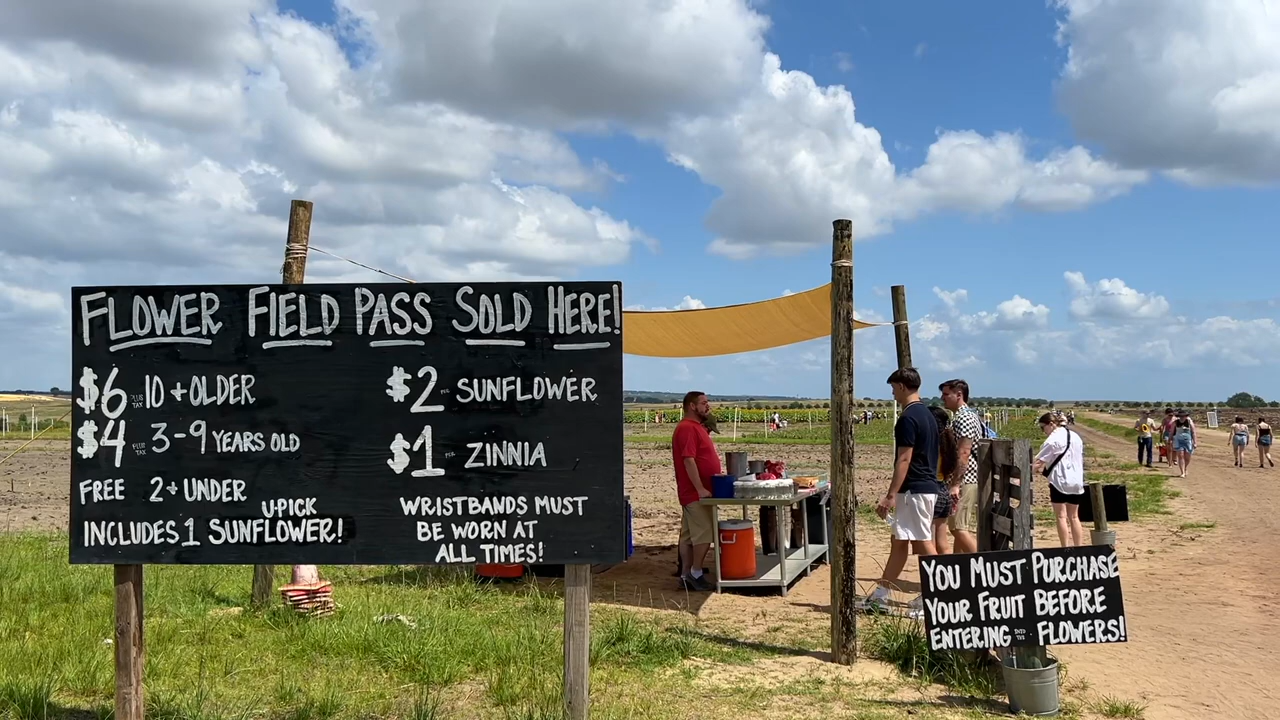 FLOWER FIELD PASS SOLD HERE!
$6 PLUS TAX 10 + OLDER
$4 PLUS TAX 3-9 YEARS OLD
FREE 2 + UNDER
U-PICK
INCLUDES 1 SUNFLOWER!
$2 PER SUNFLOWER
$1 PER ZINNIA
WRISTBANDS MUST
BE WORN AT
ALL TIMES!
YOU MUST PURCHASE
YOUR FRUIT BEFORE
ENTERING INTO THE FLOWERS!